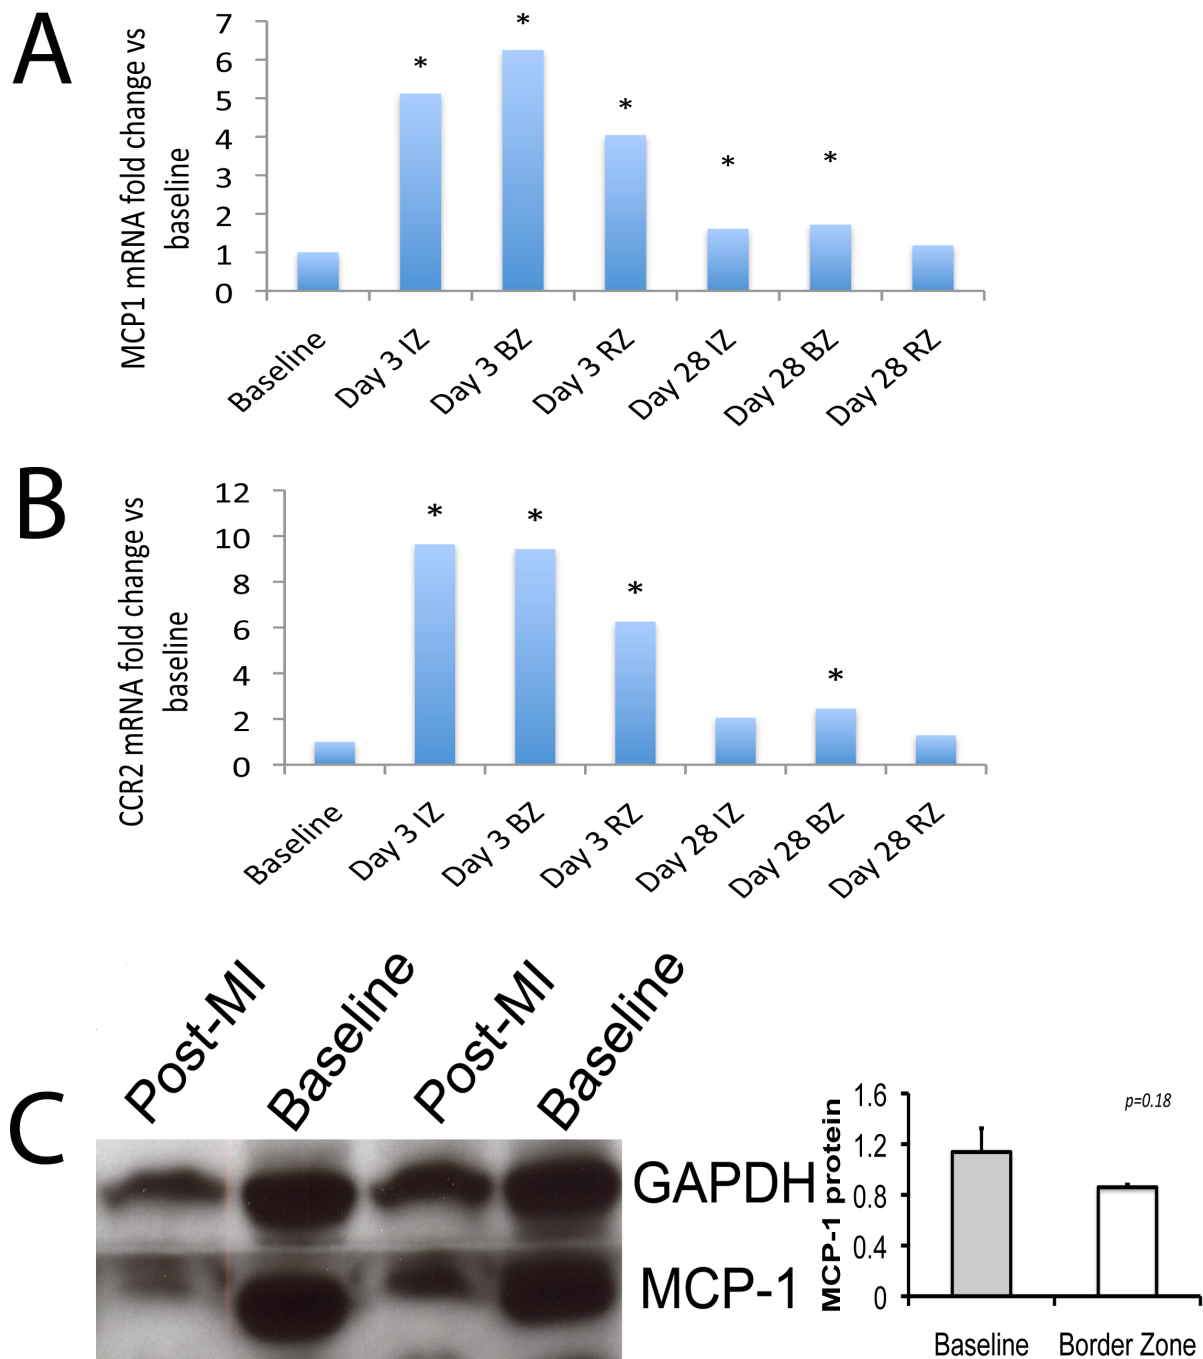 A
MCP1 mRNA fold change vs
baseline
7
6
5
4
3
2
1
0
*
*
*
*
*
Baseline
Day 3 IZ
Day 3 BZ
Day 3 RZ
Day 28 IZ
Day 28 BZ
Day 28 RZ
B
CCR2 mRNA fold change vs
baseline
12
10
8
6
4
2
0
*
*
*
*
Baseline
Day 3 IZ
Day 3 BZ
Day 3 RZ
Day 28 IZ
Day 28 BZ
Day 28 RZ
C
Post-MI
Baseline
Post-MI
Baseline
GAPDH
MCP-1
MCP-1 protein
1.6
1.2
0.8
0.4
0
p=0.18
Baseline
Border Zone